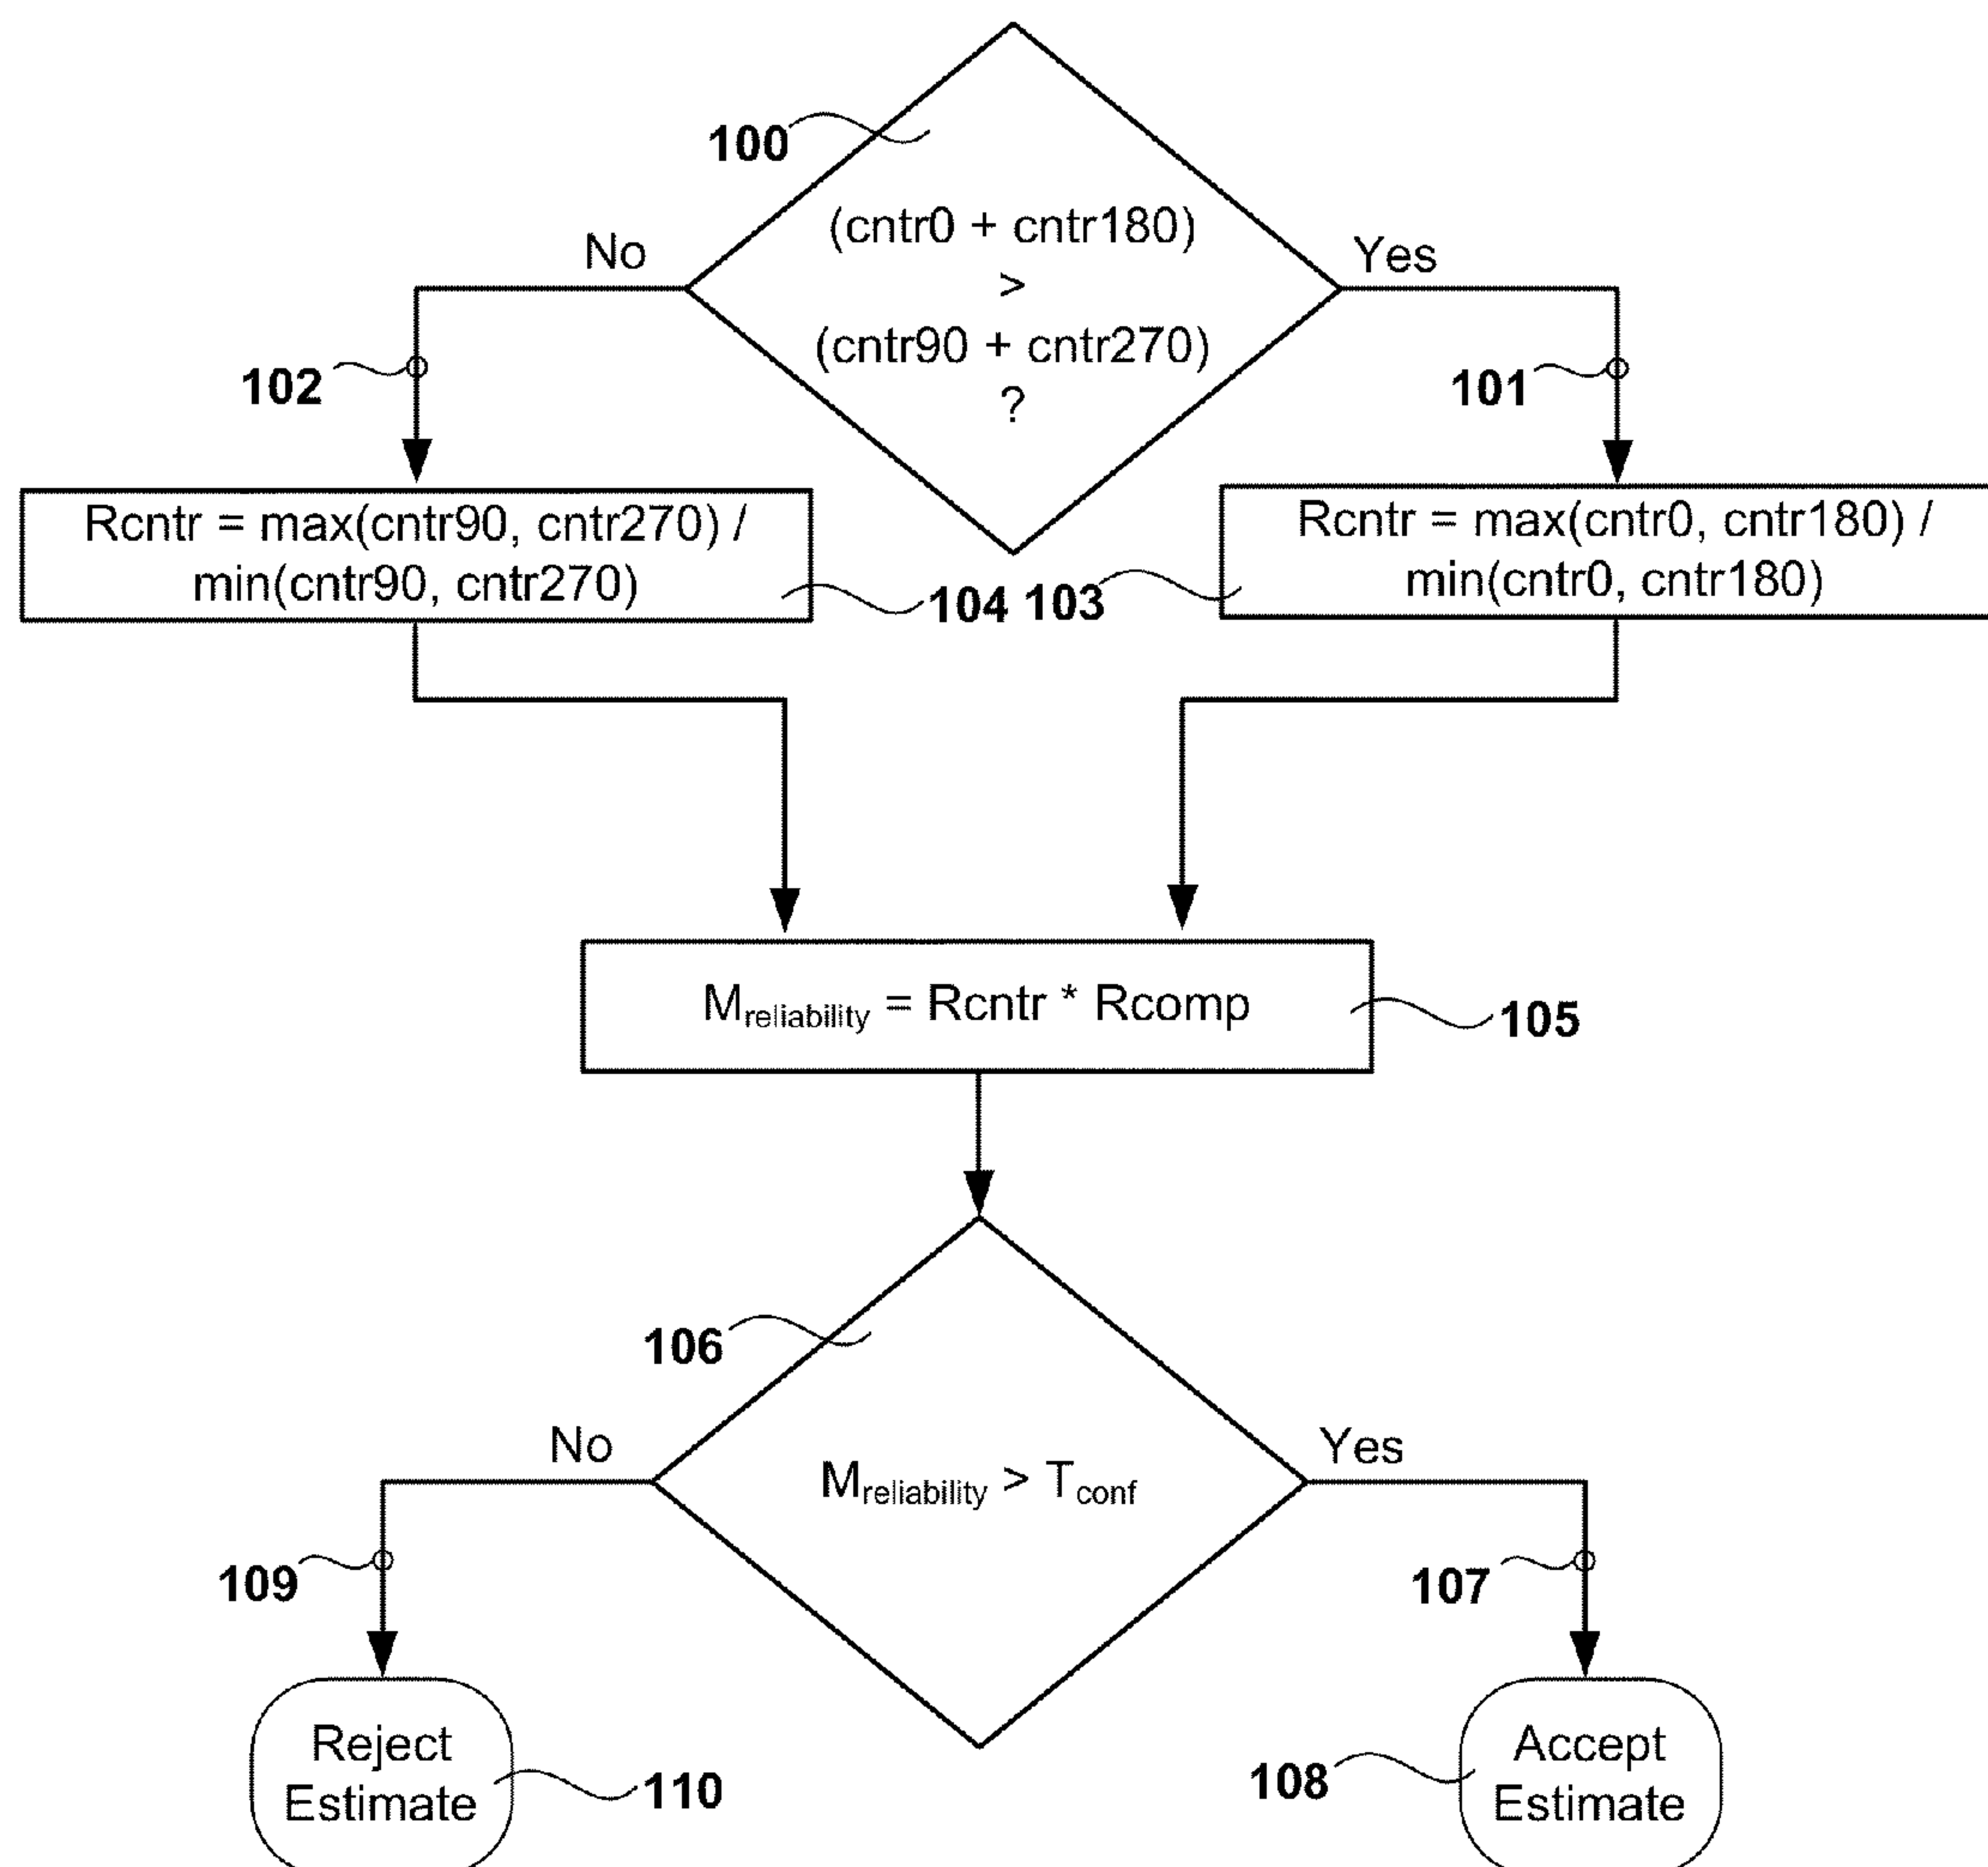 100
(cntr0 + cntr180)
>
(cntr90 + cntr270)
?
No
Yes
102
101
Rcntr = max(cntr90, cntr270) /
min(cntr90, cntr270)
Rcntr = max(cntr0, cntr180) /
min(cntr0, cntr180)
104
103
Mreliability = Rcntr * Rcomp
105
106
Mreliability > Tconf
No
Yes
109
107
Reject
Estimate
110
Accept
Estimate
108